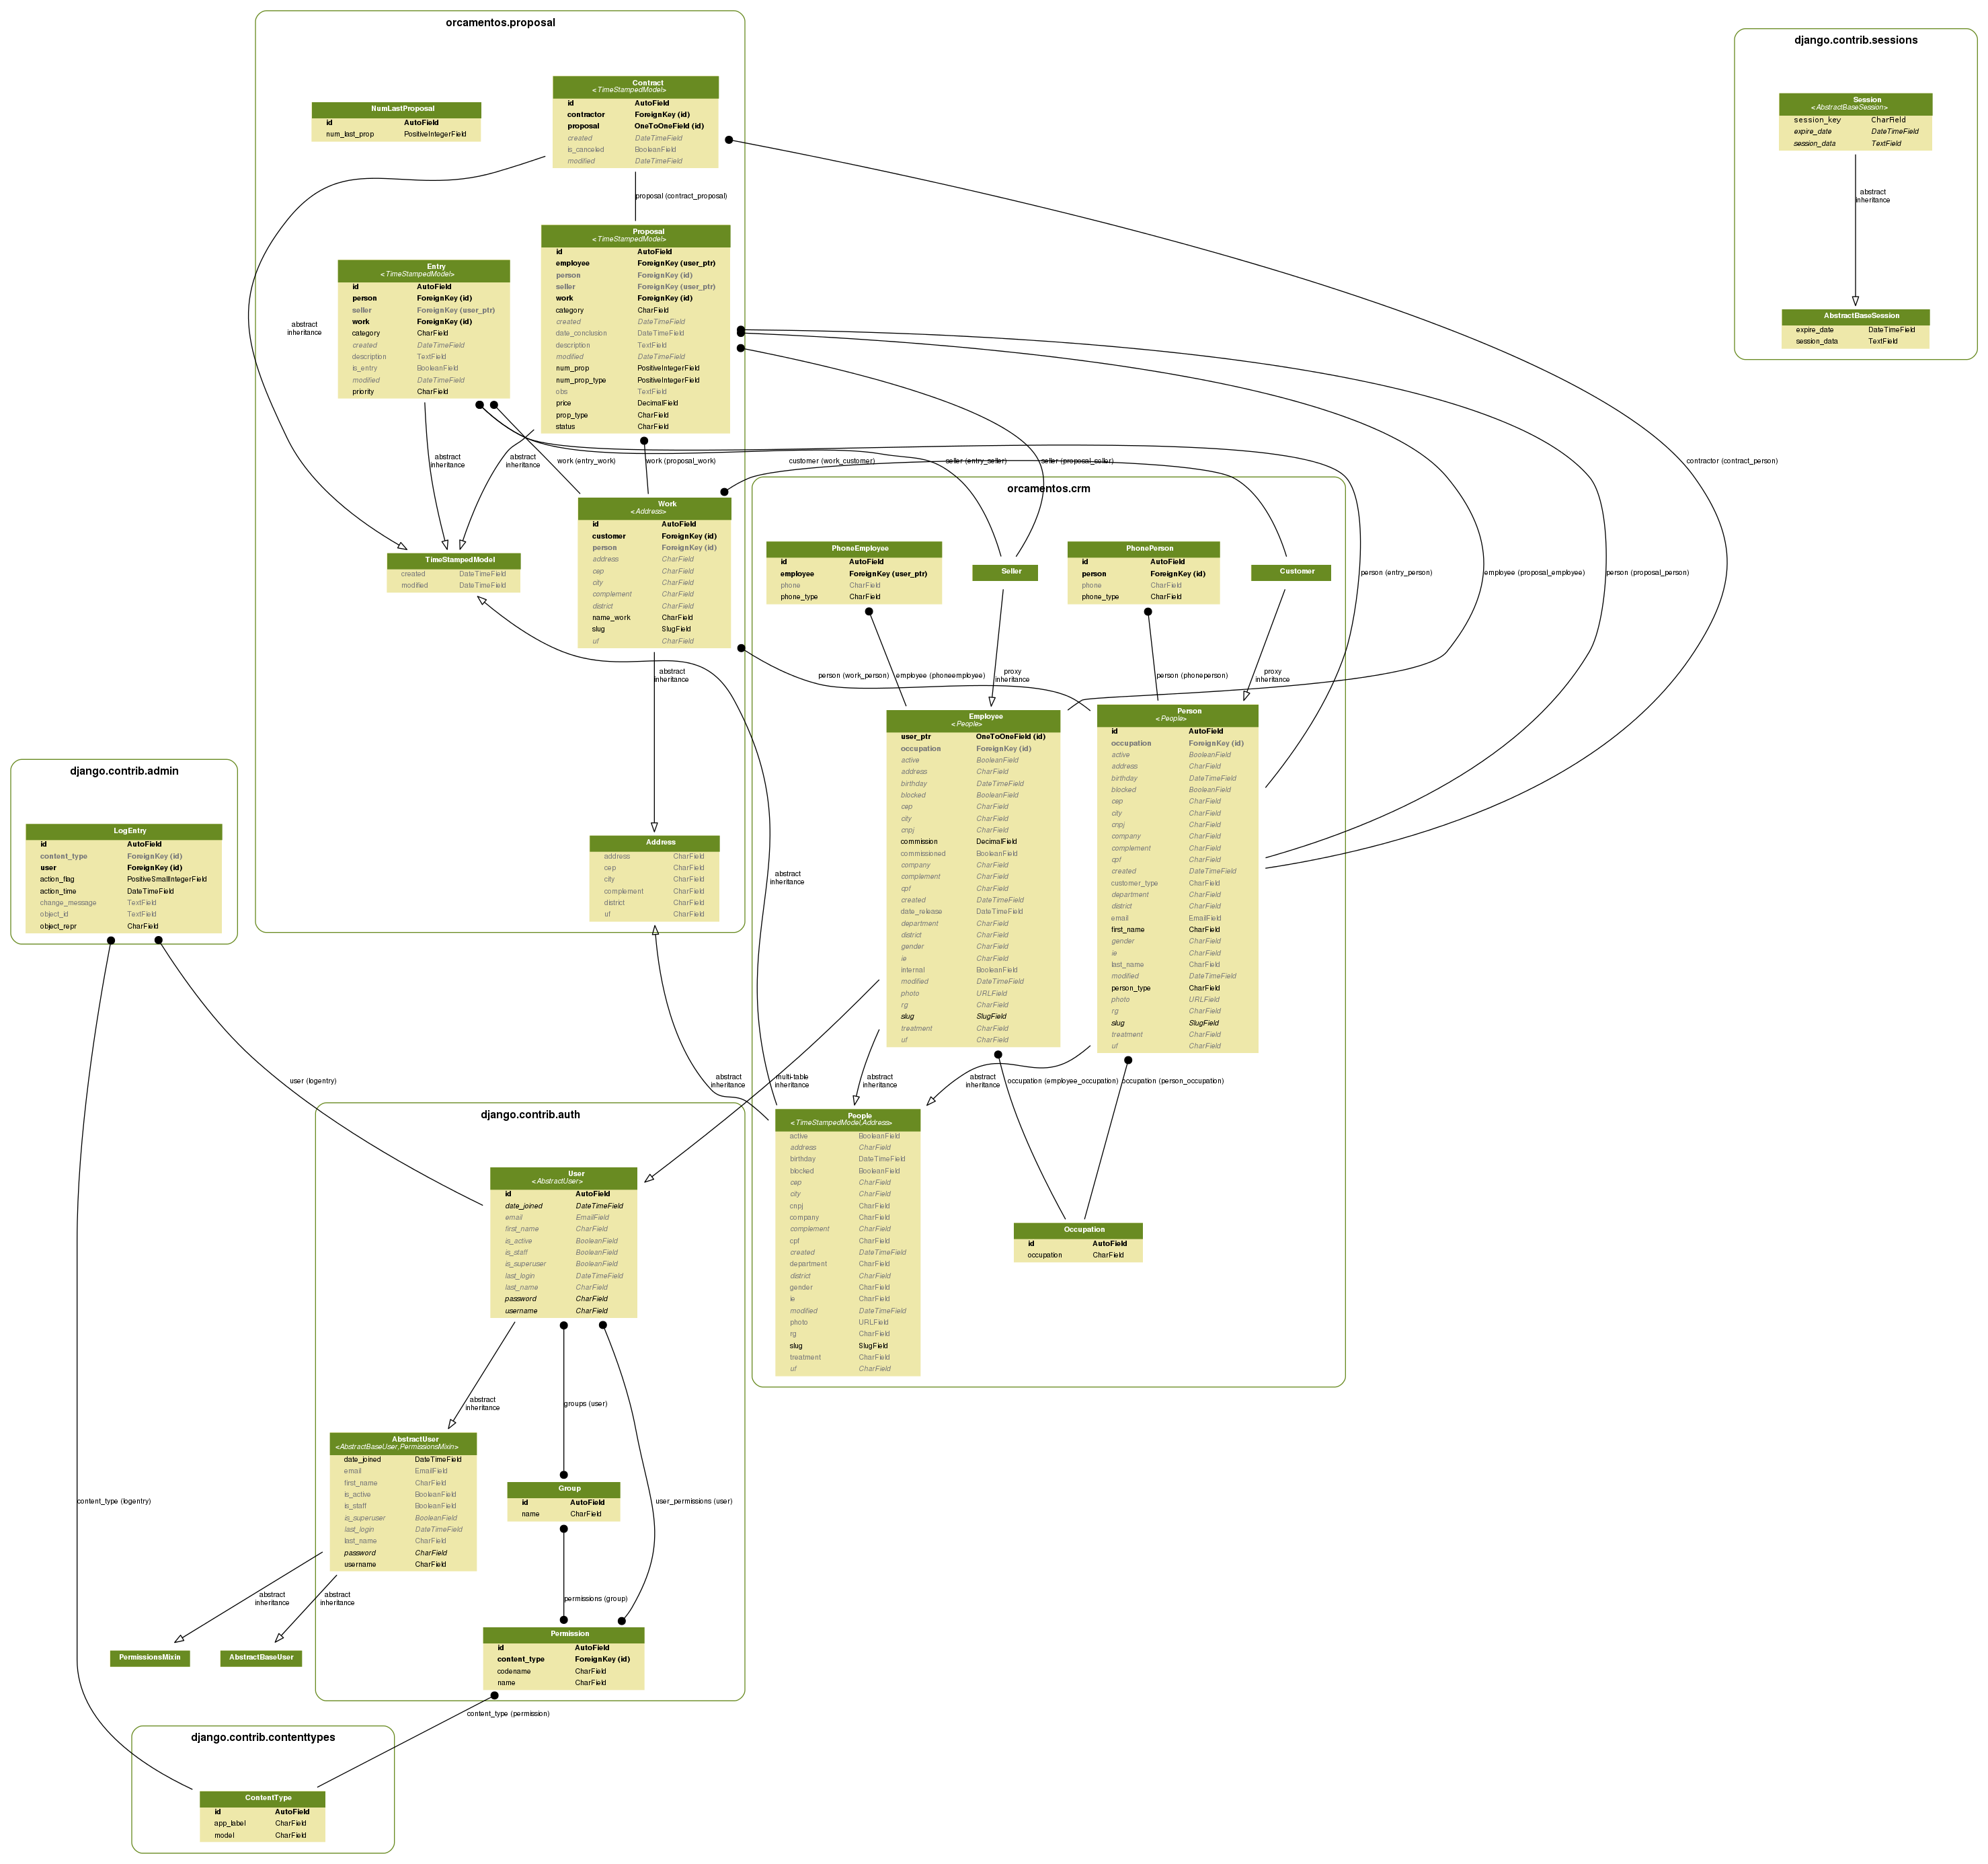 orcamentos.proposal
NumLastProposal
id AutoField
num_last_prop PositiveIntegerField
Contract
<TimeStampedModel>
id AutoField
contractor ForeignKey (id)
proposal OneToOneField (id)
created DateTimeField
is_canceled BooleanField
modified DateTimeField
proposal (contract_proposal)
Proposal
<TimeStampedModel>
id AutoField
employee ForeignKey (user_ptr)
person ForeignKey (id)
seller ForeignKey (user_ptr)
work ForeignKey (id)
category CharField
created DateTimeField
date_conclusion DateTimeField
description TextField
modified DateTimeField
num_prop PositiveIntegerField
num_prop_type PositiveIntegerField
obs TextField
price DecimalField
prop_type CharField
status CharField
Entry
<TimeStampedModel>
id AutoField
person ForeignKey (id)
seller ForeignKey (user_ptr)
work ForeignKey (id)
category CharField
created DateTimeField
description TextField
is_entry BooleanField
modified DateTimeField
priority CharField
abstract
inheritance
abstract
inheritance
abstract
inheritance
work (entry_work)
work (proposal_work)
customer (work_customer)
seller (entry_seller)
seller (proposal_seller)
contractor (contract_person)
Work
<Address>
id AutoField
customer ForeignKey (id)
person ForeignKey (id)
address CharField
cep CharField
city CharField
complement CharField
district CharField
name_work CharField
slug SlugField
uf CharField
TimeStampedModel
created DateTimeField
modified DateTimeField
abstract
inheritance
Address
address CharField
cep CharField
city CharField
complement CharField
district CharField
uf CharField
django.contrib.sessions
Session
<AbstractBaseSession>
session_key CharField
expire_date DateTimeField
session_data TextField
abstract
inheritance
AbstractBaseSession
expire_date DateTimeField
session_data TextField
orcamentos.crm
PhoneEmployee
id AutoField
employee ForeignKey (user_ptr)
phone CharField
phone_type CharField
Seller
PhonePerson
id AutoField
person ForeignKey (id)
phone CharField
phone_type CharField
Customer
person (entry_person)
employee (proposal_employee)
person (proposal_person)
person (work_person)
employee (phoneemployee)
proxy
inheritance
person (phoneperson)
proxy
inheritance
Employee
<People>
user_ptr OneToOneField (id)
occupation ForeignKey (id)
active BooleanField
address CharField
birthday DateTimeField
blocked BooleanField
cep CharField
city CharField
cnpj CharField
commission DecimalField
commissioned BooleanField
company CharField
complement CharField
cpf CharField
created DateTimeField
date_release DateTimeField
department CharField
district CharField
gender CharField
ie CharField
internal BooleanField
modified DateTimeField
photo URLField
rg CharField
slug SlugField
treatment CharField
uf CharField
Person
<People>
id AutoField
occupation ForeignKey (id)
active BooleanField
address CharField
birthday DateTimeField
blocked BooleanField
cep CharField
city CharField
cnpj CharField
company CharField
complement CharField
cpf CharField
created DateTimeField
customer_type CharField
department CharField
district CharField
email EmailField
first_name CharField
gender CharField
ie CharField
last_name CharField
modified DateTimeField
person_type CharField
photo URLField
rg CharField
slug SlugField
treatment CharField
uf CharField
abstract
inheritance
abstract
inheritance
multi-table
inheritance
abstract
inheritance
abstract
inheritance
occupation (employee_occupation)
occupation (person_occupation)
People
<TimeStampedModel,Address>
active BooleanField
address CharField
birthday DateTimeField
blocked BooleanField
cep CharField
city CharField
cnpj CharField
company CharField
complement CharField
cpf CharField
created DateTimeField
department CharField
district CharField
gender CharField
ie CharField
modified DateTimeField
photo URLField
rg CharField
slug SlugField
treatment CharField
uf CharField
Occupation
id AutoField
occupation CharField
django.contrib.admin
LogEntry
id AutoField
content_type ForeignKey (id)
user ForeignKey (id)
action_flag PositiveSmallIntegerField
action_time DateTimeField
change_message TextField
object_id TextField
object_repr CharField
user (logentry)
content_type (logentry)
django.contrib.auth
User
<AbstractUser>
id AutoField
date_joined DateTimeField
email EmailField
first_name CharField
is_active BooleanField
is_staff BooleanField
is_superuser BooleanField
last_login DateTimeField
last_name CharField
password CharField
username CharField
abstract
inheritance
groups (user)
user_permissions (user)
AbstractUser
<AbstractBaseUser,PermissionsMixin>
date_joined DateTimeField
email EmailField
first_name CharField
is_active BooleanField
is_staff BooleanField
is_superuser BooleanField
last_login DateTimeField
last_name CharField
password CharField
username CharField
Group
id AutoField
name CharField
abstract
inheritance
abstract
inheritance
permissions (group)
PermissionsMixin
AbstractBaseUser
Permission
id AutoField
content_type ForeignKey (id)
codename CharField
name CharField
content_type (permission)
django.contrib.contenttypes
ContentType
id AutoField
app_label CharField
model CharField